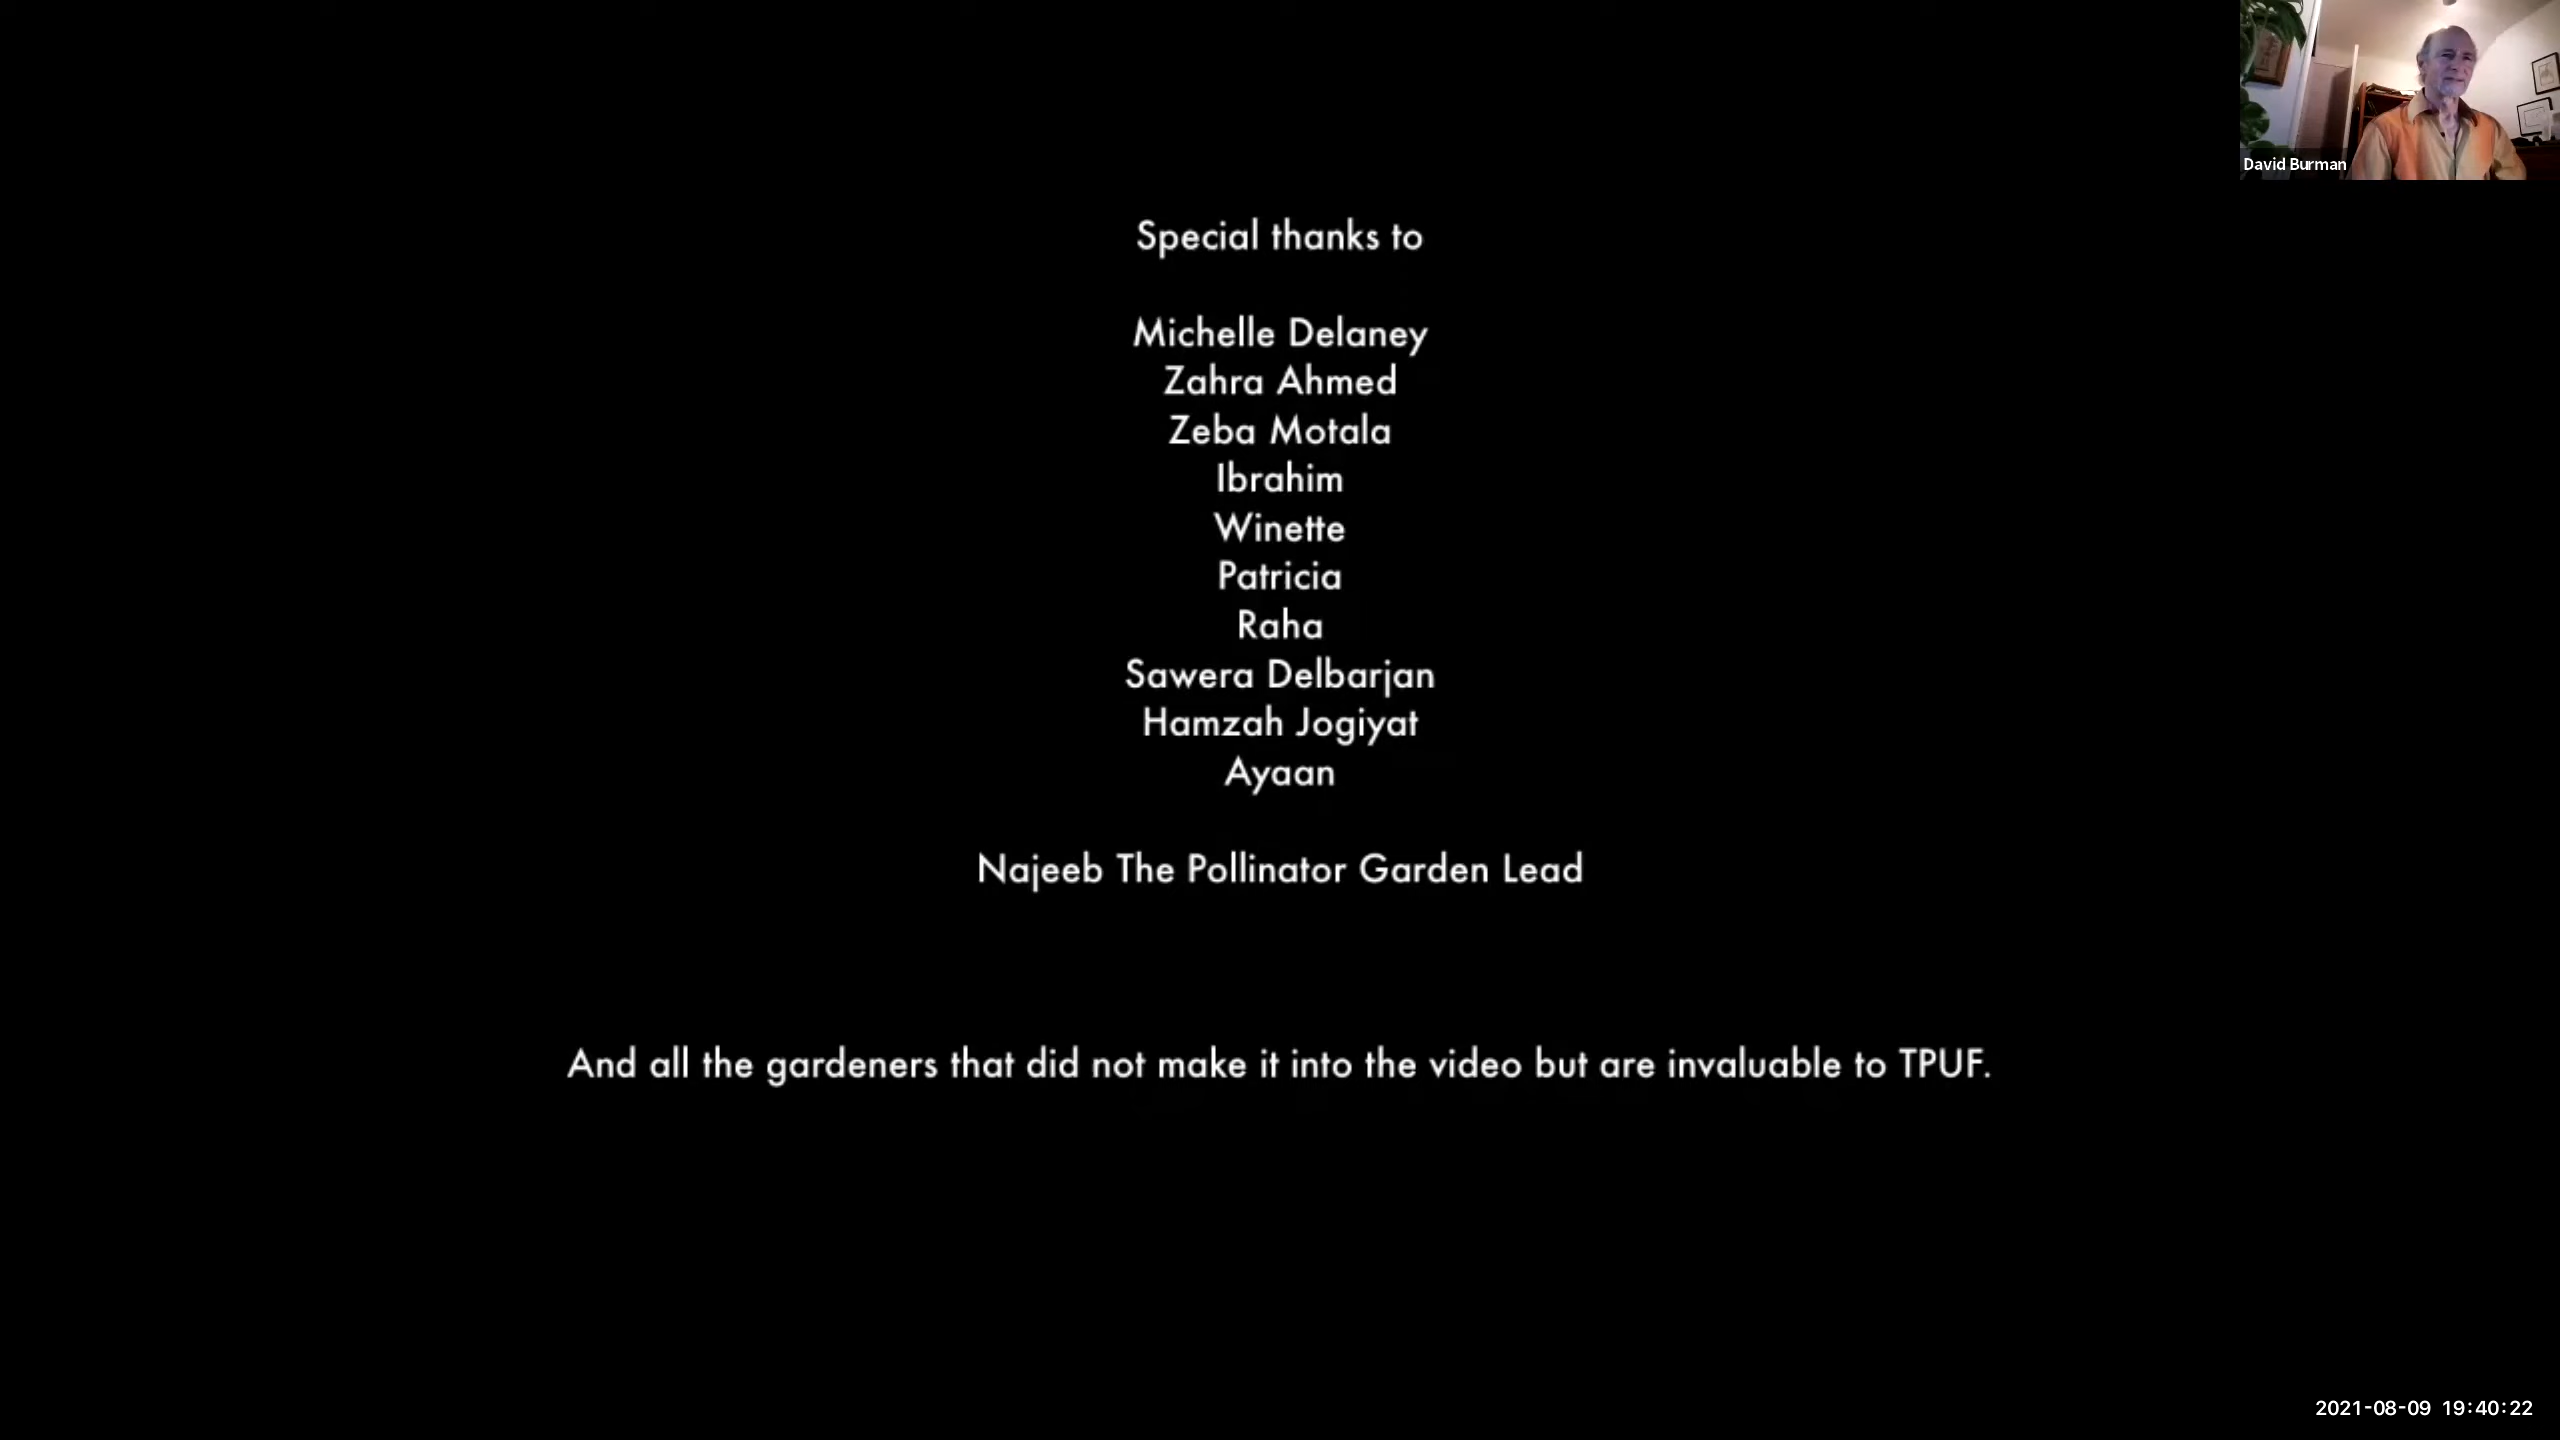 David Burman
Special thanks to
Michelle Delaney
Zahra Ahmed
Zeba Motala
Ibrahim
Winette
Patricia
Raha
Sawera Delbarjan
Hamzah Jogiyat
Ayaan
Najeeb The Pollinator Garden Lead
And all the gardeners that did not make it into the video but are invaluable to TPUF.
2021-08-09 19:40:22